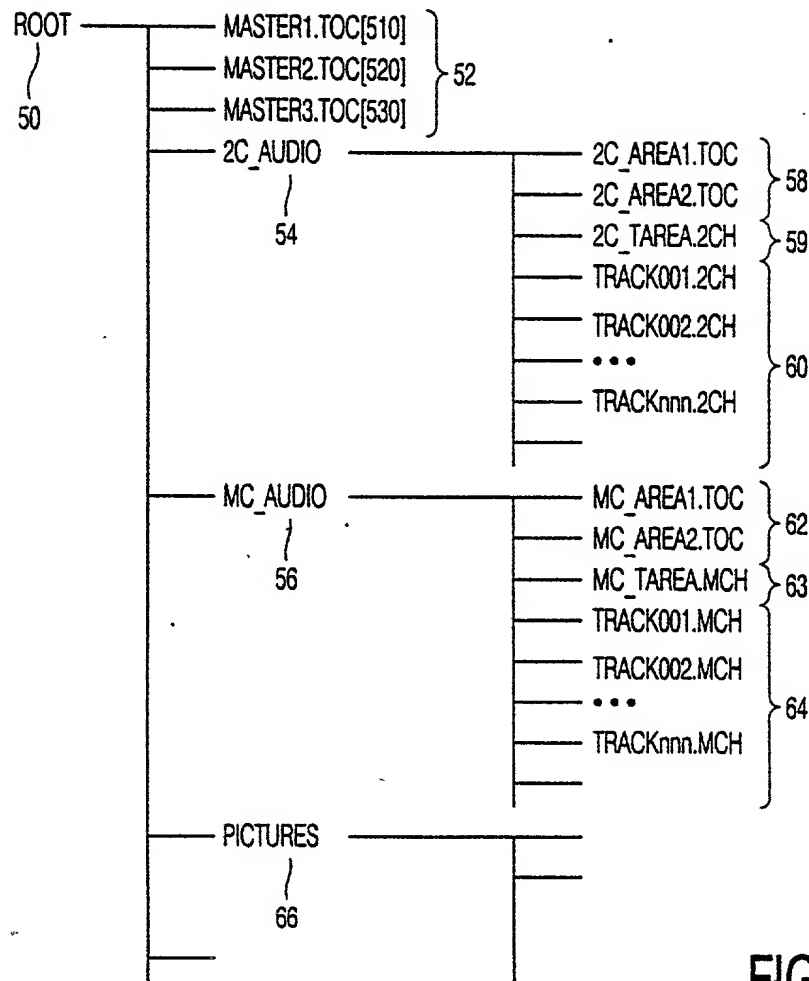 ROOT
50
MASTER1.TOC[510]
MASTER2.TOC[520]
MASTER3.TOC[530]
52
2C_AUDIO
54
2C_AREA1.TOC
2C_AREA2.TOC
58
2C_TAREA.2CH
59
TRACK001.2CH
TRACK002.2CH
•••
TRACKnnn.2CH
60
MC_AUDIO
56
MC_AREA1.TOC
MC_AREA2.TOC
62
MC_TAREA.MCH
63
TRACK001.MCH
TRACK002.MCH
•••
TRACKnnn.MCH
64
PICTURES
66
FIG